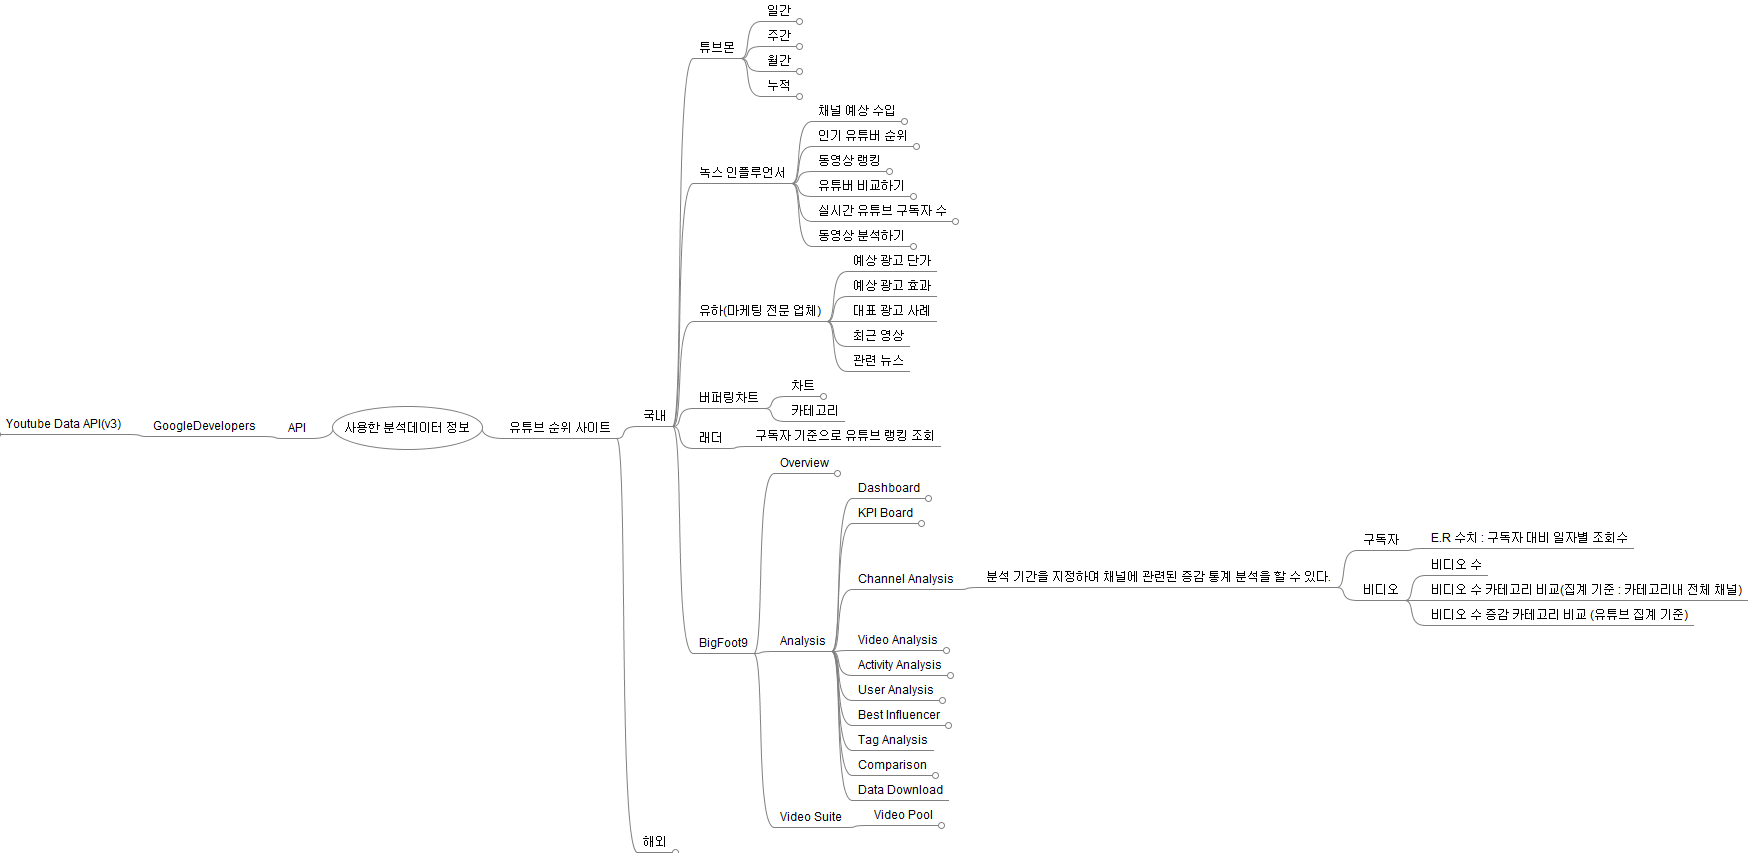 일간
주간
월간
누적
튜브몬
채널 예상 수입
인기 유튜버 순위
동영상 랭킹
유튜버 비교하기
실시간 유튜브 구독자 수
동영상 분석하기
녹스 인플루언서
예상 광고 단가
예상 광고 효과
대표 광고 사례
최근 영상
관련 뉴스
유하(마케팅 전문 업체)
차트
카테고리
버퍼링차트
래더
구독자 기준으로 유튜브 랭킹 조회
국내
Youtube Data API(v3)
GoogleDevelopers
API
사용한 분석데이터 정보
유튜브 순위 사이트
Overview
Dashboard
KPI Board
Channel Analysis
분석 기간을 지정하여 채널에 관련된 증감 통계 분석을 할 수 있다.
구독자
E.R 수치 : 구독자 대비 일자별 조회수
비디오
비디오 수
비디오 수 카테고리 비교(집계 기준 : 카테고리내 전체 채널)
비디오 수 증감 카테고리 비교 (유튜브 집계 기준)
BigFoot9
Analysis
Video Analysis
Activity Analysis
User Analysis
Best Influencer
Tag Analysis
Comparison
Data Download
Video Suite
Video Pool
해외